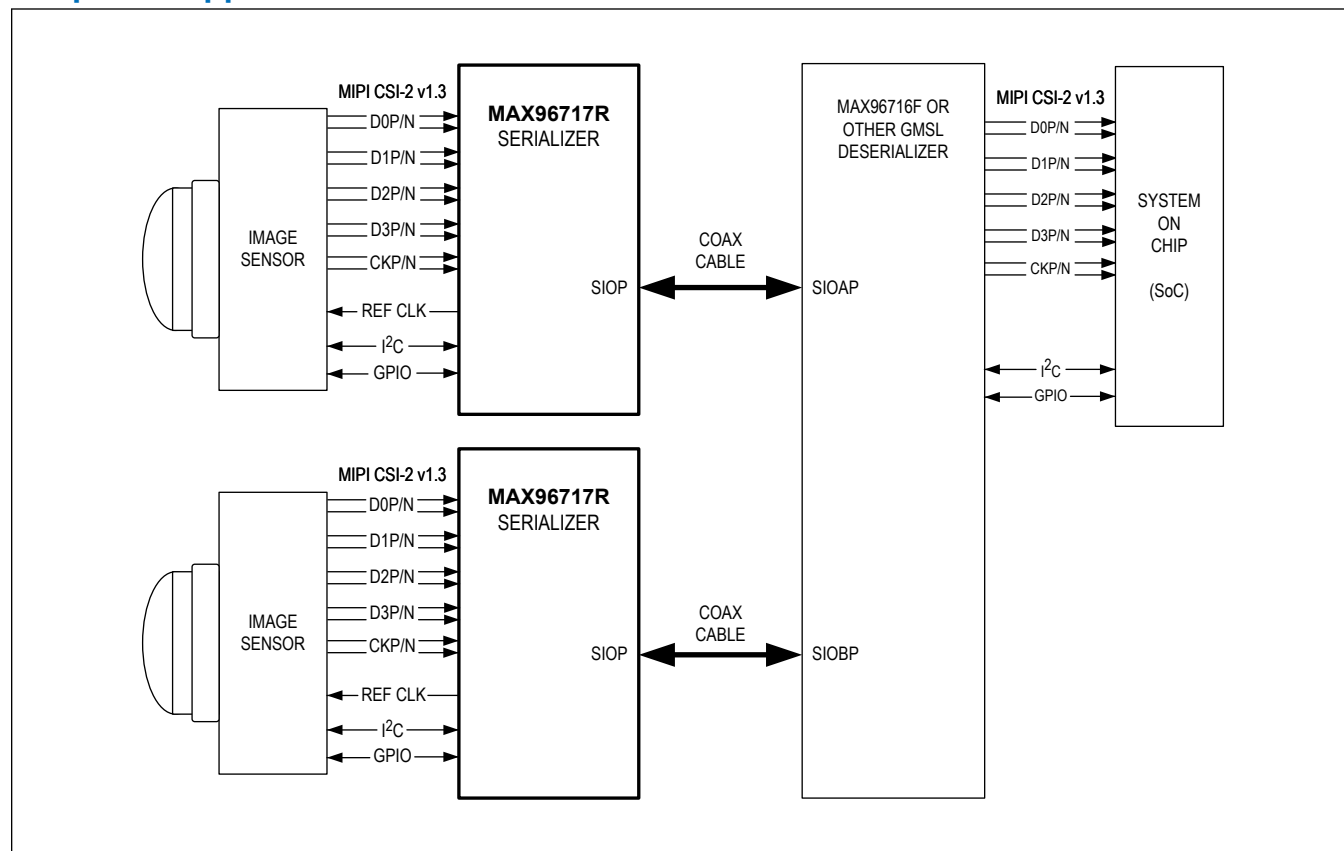 MIPI CSI-2 v1.3
D0P/N
D1P/N
D2P/N
D3P/N
CKP/N
REF CLK
I2C
GPIO
IMAGE
SENSOR
MAX96717R
SERIALIZER
SIOP
COAX
CABLE
MAX96716F OR
OTHER GMSL
DESERIALIZER
SIOAP
MIPI CSI-2 v1.3
D0P/N
D1P/N
D2P/N
D3P/N
CKP/N
I2C
GPIO
SYSTEM
ON
CHIP
(SoC)
MIPI CSI-2 v1.3
D0P/N
D1P/N
D2P/N
D3P/N
CKP/N
REF CLK
I2C
GPIO
IMAGE
SENSOR
MAX96717R
SERIALIZER
SIOP
COAX
CABLE
SIOBP